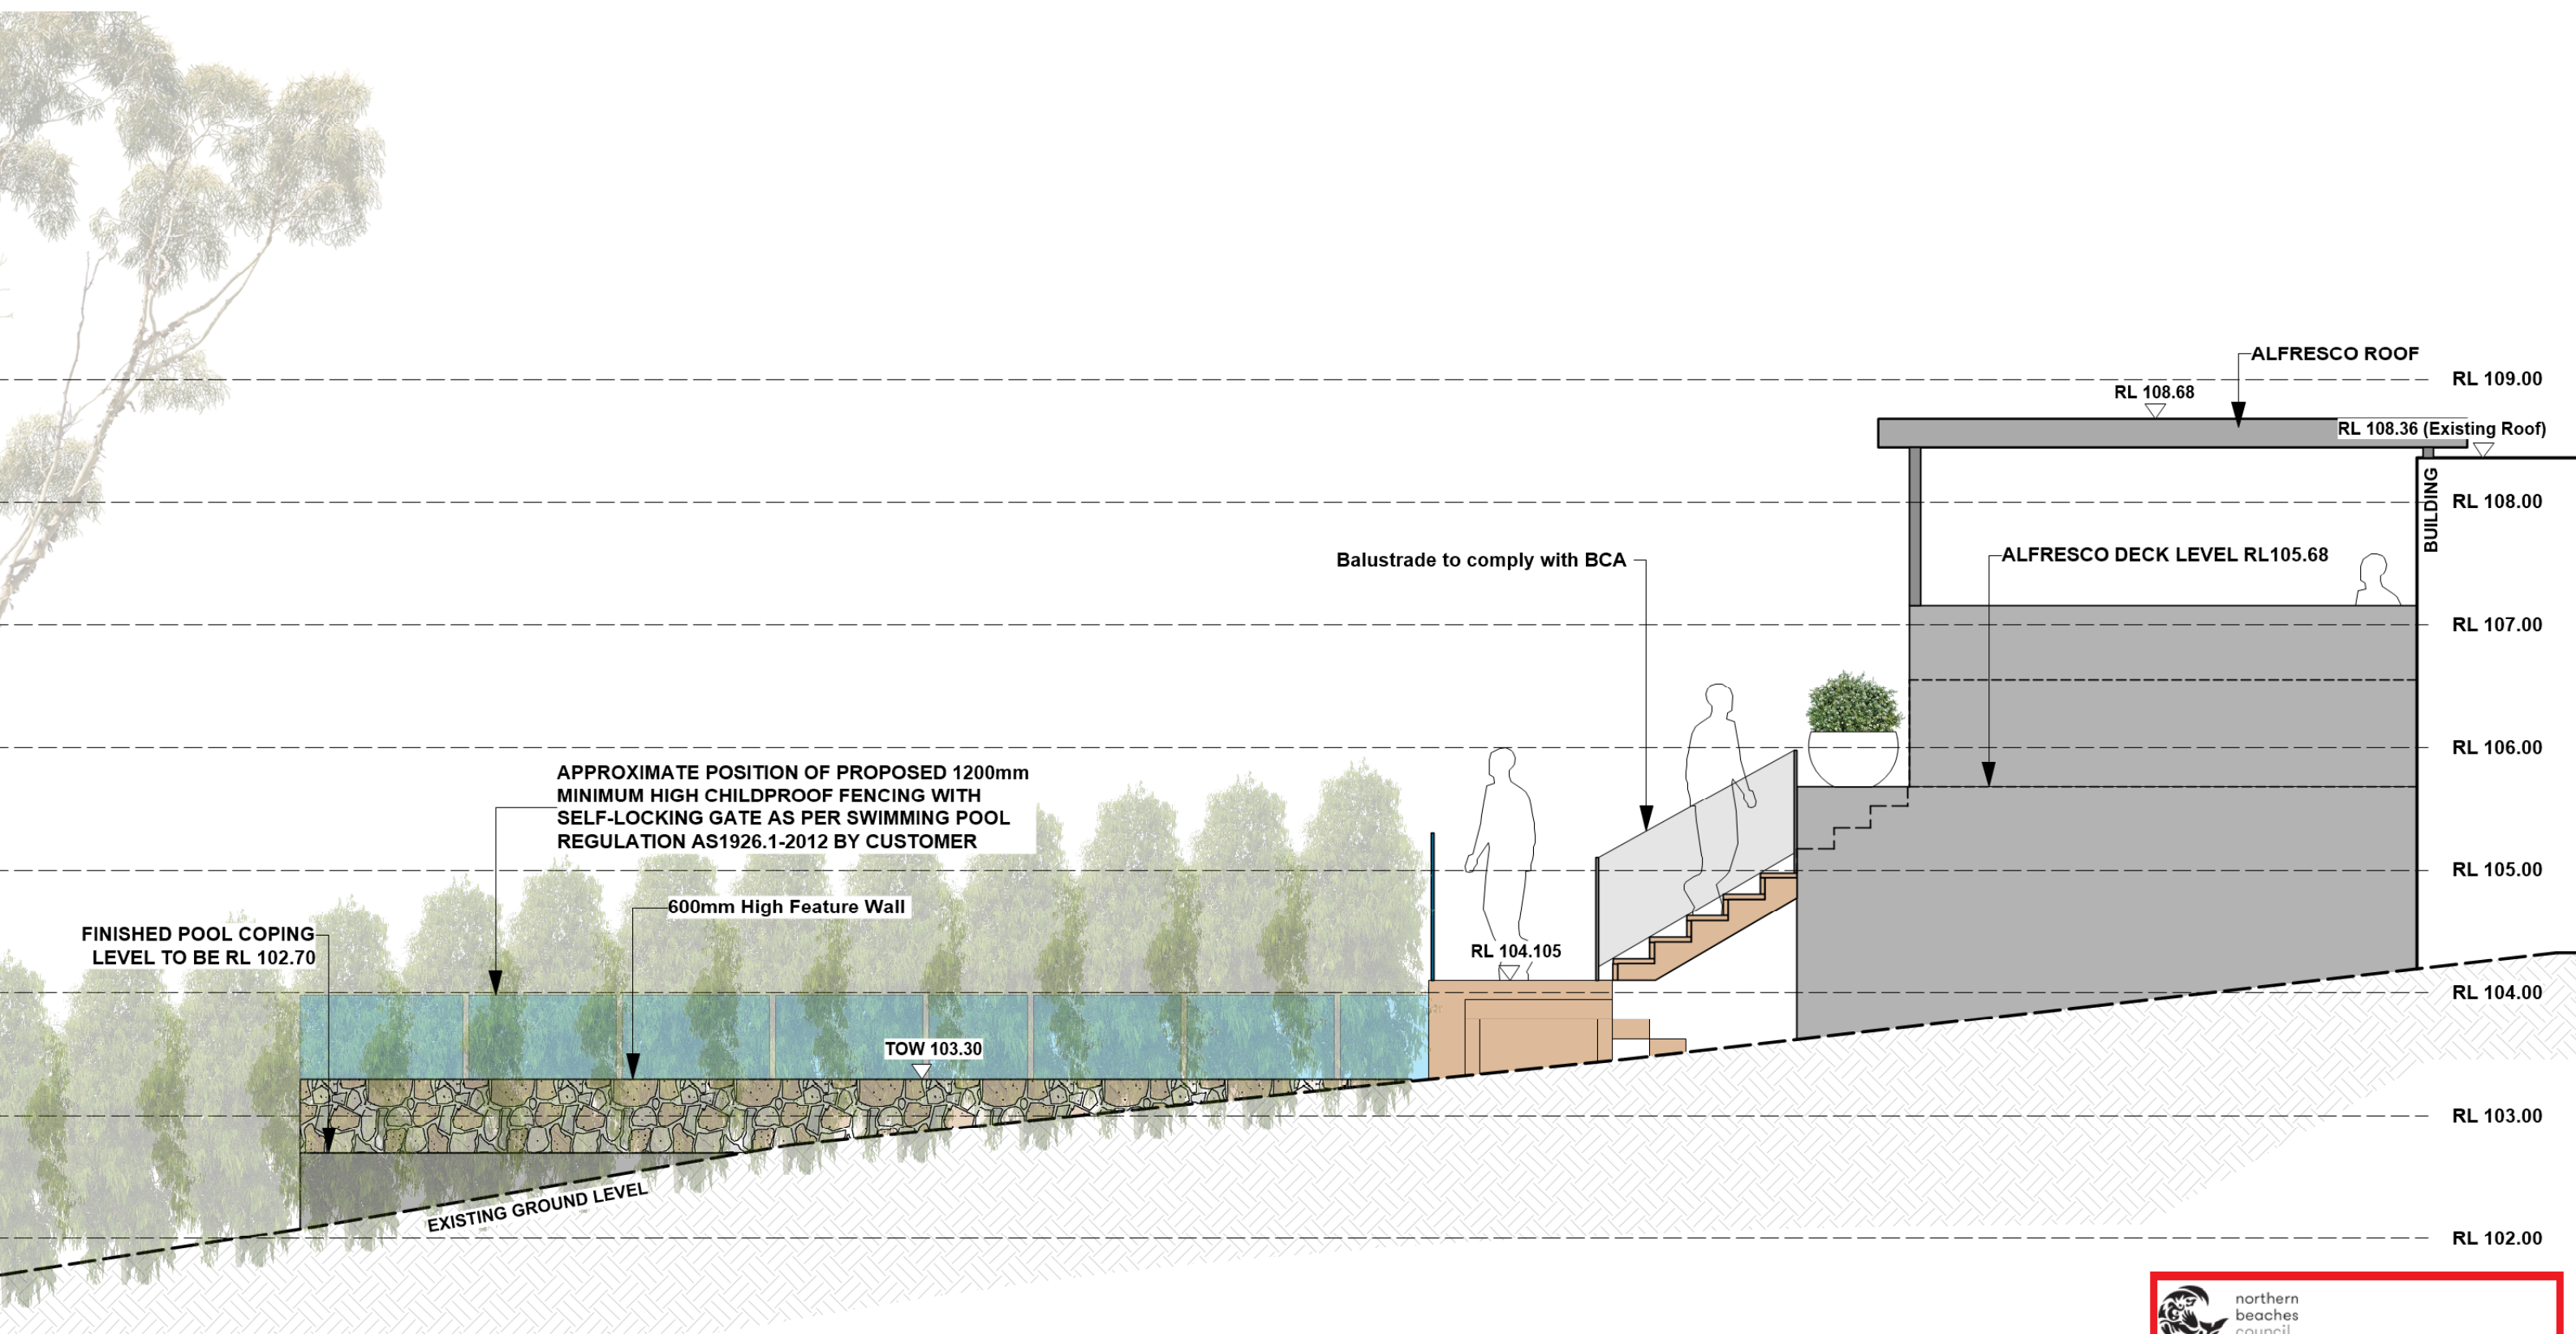 ALFRESCO ROOF
RL 109.00
RL 108.68
RL 108.36 (Existing Roof)
BUILDING
RL 108.00
Balustrade to comply with BCA
ALFRESCO DECK LEVEL RL105.68
RL 107.00
RL 106.00
APPROXIMATE POSITION OF PROPOSED 1200mm
MINIMUM HIGH CHILDPROOF FENCING WITH
SELF-LOCKING GATE AS PER SWIMMING POOL
REGULATION AS1926.1-2012 BY CUSTOMER
RL 105.00
600mm High Feature Wall
FINISHED POOL COPING
LEVEL TO BE RL 102.70
RL 104.105
RL 104.00
TOW 103.30
RL 103.00
EXISTING GROUND LEVEL
RL 102.00
northern
beaches
council